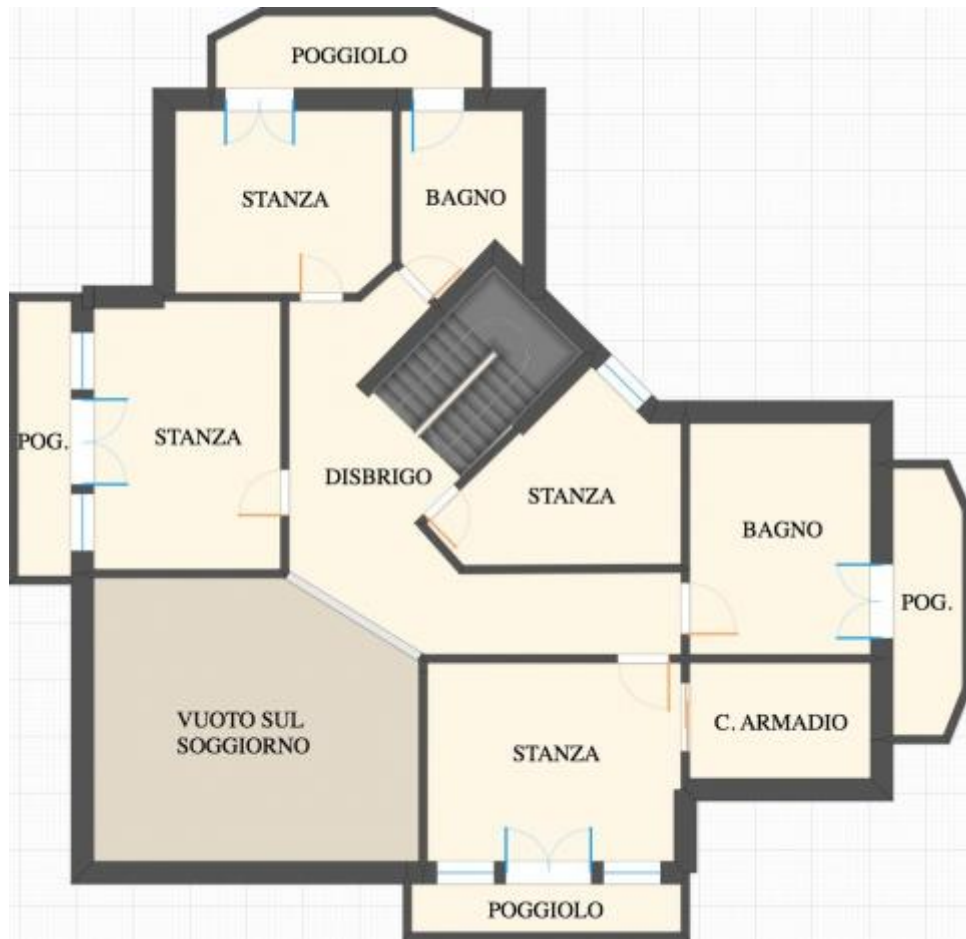 POGGIOLO
STANZA
BAGNO
POG.
STANZA
DISBRIGO
STANZA
BAGNO
POG.
VUOTO SUL
SOGGIORNO
STANZA
C. ARMADIO
POGGIOLO